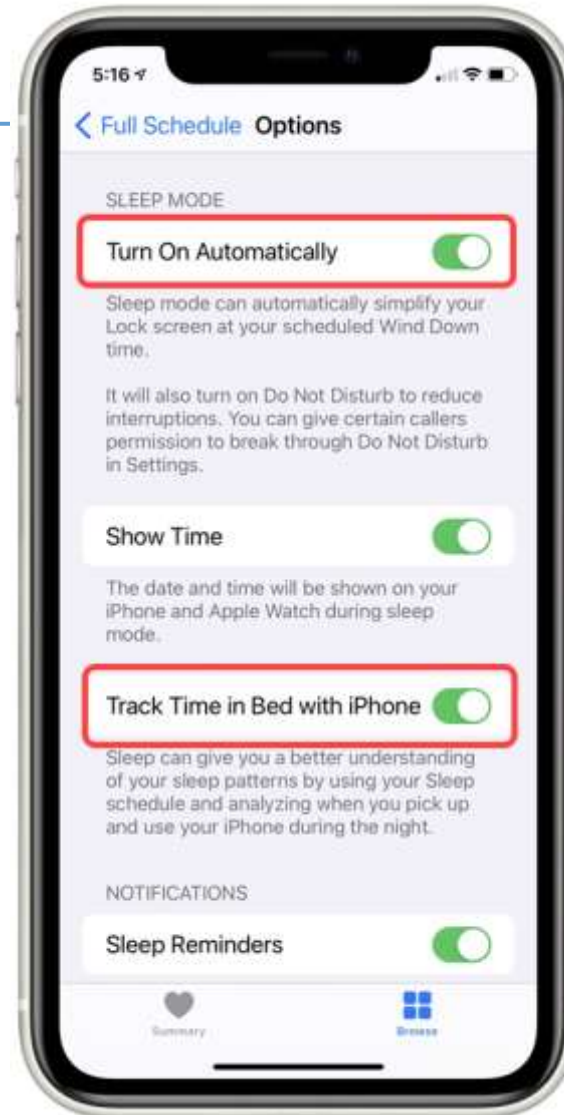 5:16
Full Schedule Options
SLEEP MODE
Turn On Automatically
Sleep mode can automatically simplify your
Lock screen at your scheduled Wind Down
time.
It will also turn on Do Not Disturb to reduce
interruptions. You can give certain callers
permission to break through Do Not Disturb
in Settings.
Show Time
The date and time will be shown on your
iPhone and Apple Watch during sleep
mode.
Track Time in Bed with iPhone
Sleep can give you a better understanding
of your sleep patterns by using your Sleep
schedule and analyzing when you pick up
and use your iPhone during the night.
NOTIFICATIONS
Sleep Reminders
Summary Browse